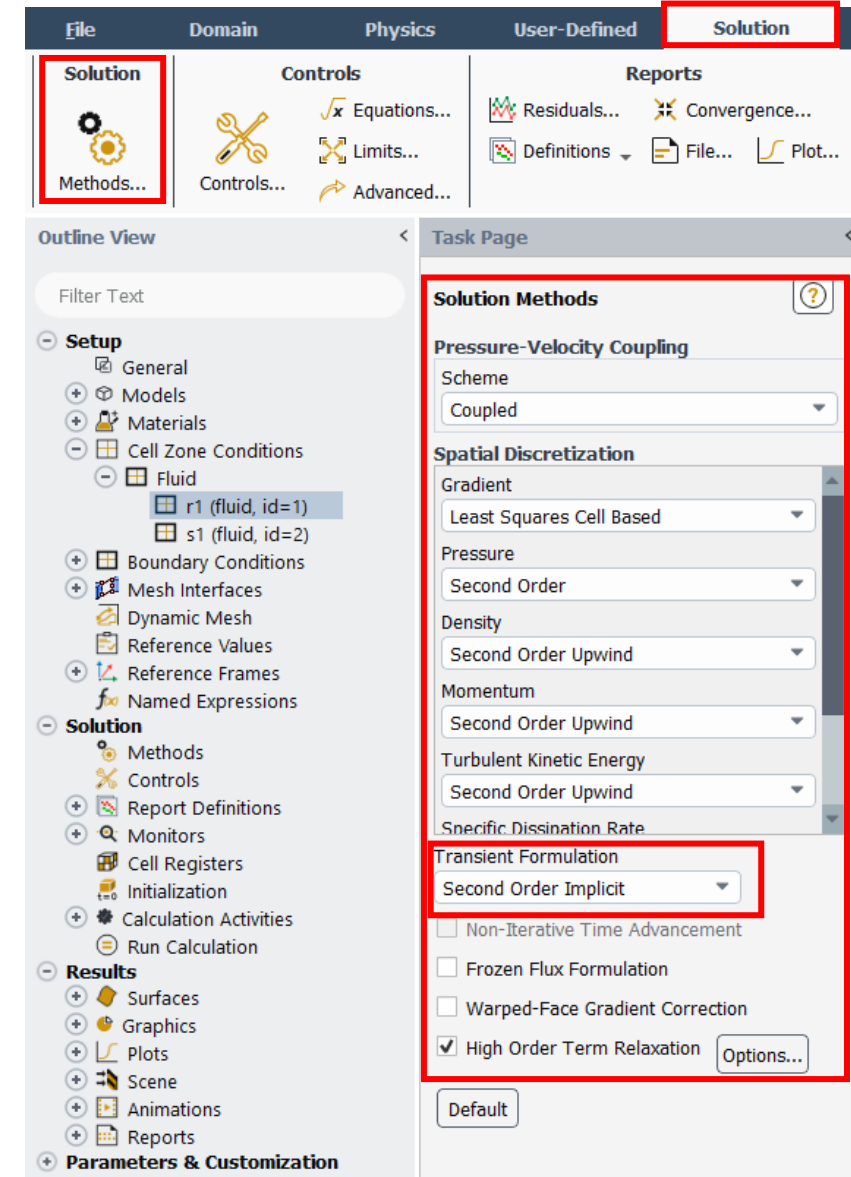 File Domain Physics User-Defined Solution
Solution Controls Reports
Methods... Controls... √x Equations... Limits... Advanced... Residuals... Convergence... Definitions File... Plot...
Outline View <
Filter Text
Setup
General
Models
Materials
Cell Zone Conditions
Fluid
r1 (fluid, id=1)
s1 (fluid, id=2)
Boundary Conditions
Mesh Interfaces
Dynamic Mesh
Reference Values
Reference Frames
fx Named Expressions
Solution
Methods
Controls
Report Definitions
Monitors
Cell Registers
t=0 Initialization
Calculation Activities
Run Calculation
Results
Surfaces
Graphics
Plots
Scene
Animations
Reports
Parameters & Customization
Task Page <
Solution Methods ?
Pressure-Velocity Coupling
Scheme
Coupled
Spatial Discretization
Gradient
Least Squares Cell Based
Pressure
Second Order
Density
Second Order Upwind
Momentum
Second Order Upwind
Turbulent Kinetic Energy
Second Order Upwind
Specific Dissipation Rate
Transient Formulation
Second Order Implicit
Non-Iterative Time Advancement
Frozen Flux Formulation
Warped-Face Gradient Correction
High Order Term Relaxation Options...
Default